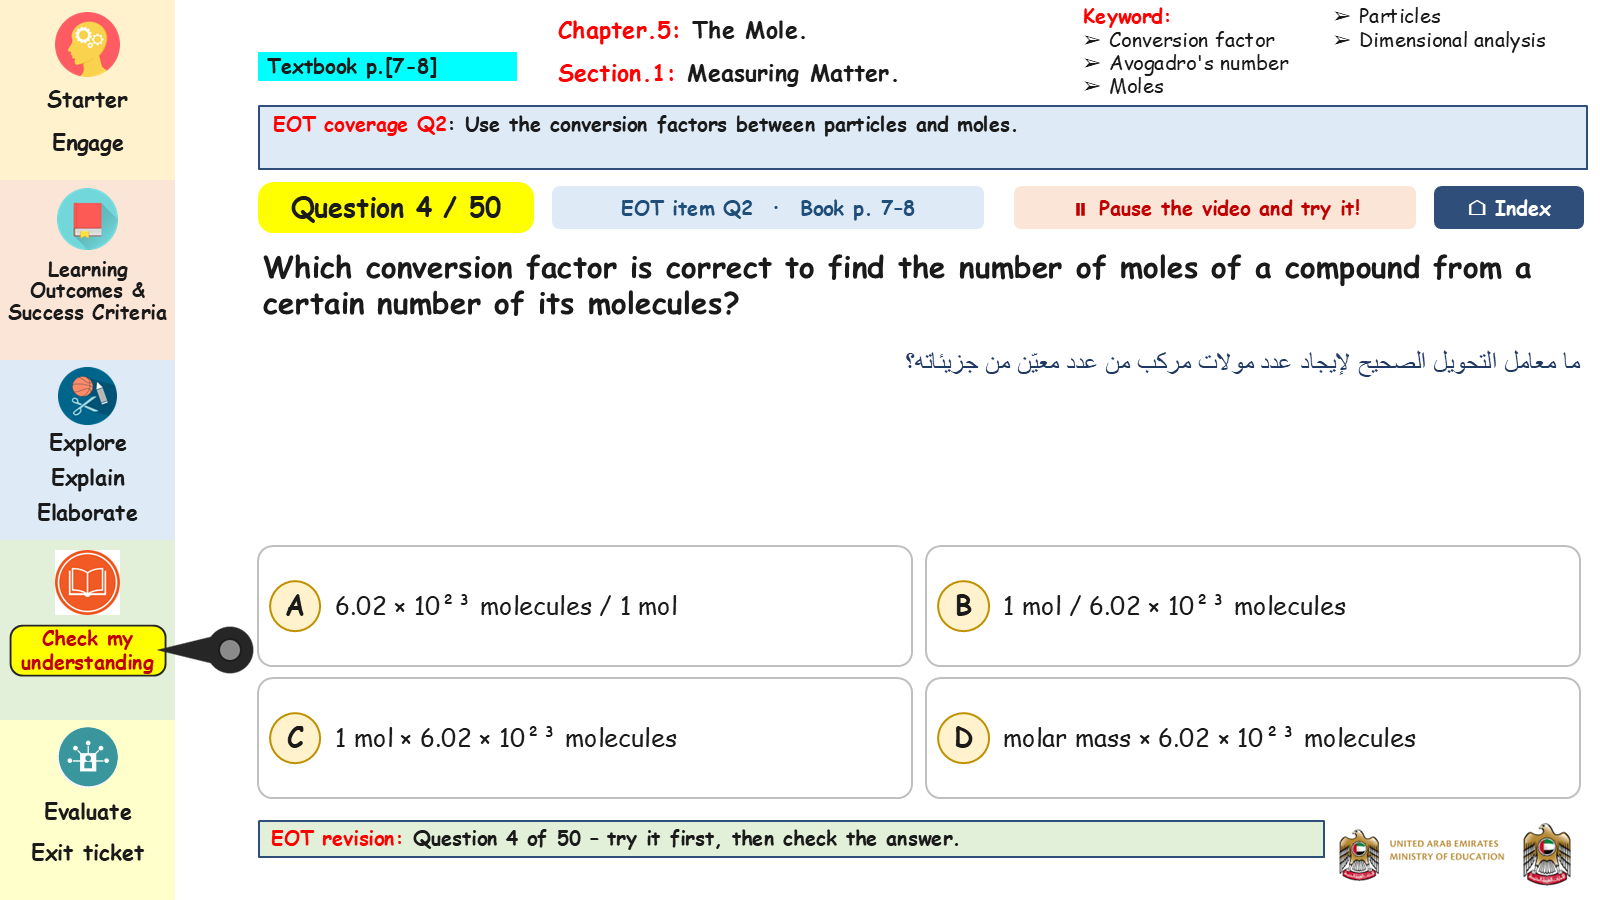 Starter
Engage
Learning
Outcomes &
Success Criteria
Explore
Explain
Elaborate
Check my
understanding
Evaluate
Exit ticket
Textbook p.[7-8]
Chapter.5: The Mole.
Section.1: Measuring Matter.
Keyword:
➢ Conversion factor
➢ Avogadro's number
➢ Moles
➢ Particles
➢ Dimensional analysis
EOT coverage Q2: Use the conversion factors between particles and moles.
Question 4 / 50
EOT item Q2 · Book p. 7–8
⏸ Pause the video and try it!
☖ Index
Which conversion factor is correct to find the number of moles of a compound from a
certain number of its molecules?
ما معامل التحويل الصحيح لإيجاد عدد مولات مركب من عدد معيّن من جزيئاته؟
A 6.02 × 10²³ molecules / 1 mol
B 1 mol / 6.02 × 10²³ molecules
C 1 mol × 6.02 × 10²³ molecules
D molar mass × 6.02 × 10²³ molecules
EOT revision: Question 4 of 50 – try it first, then check the answer.
UNITED ARAB EMIRATES
MINISTRY OF EDUCATION